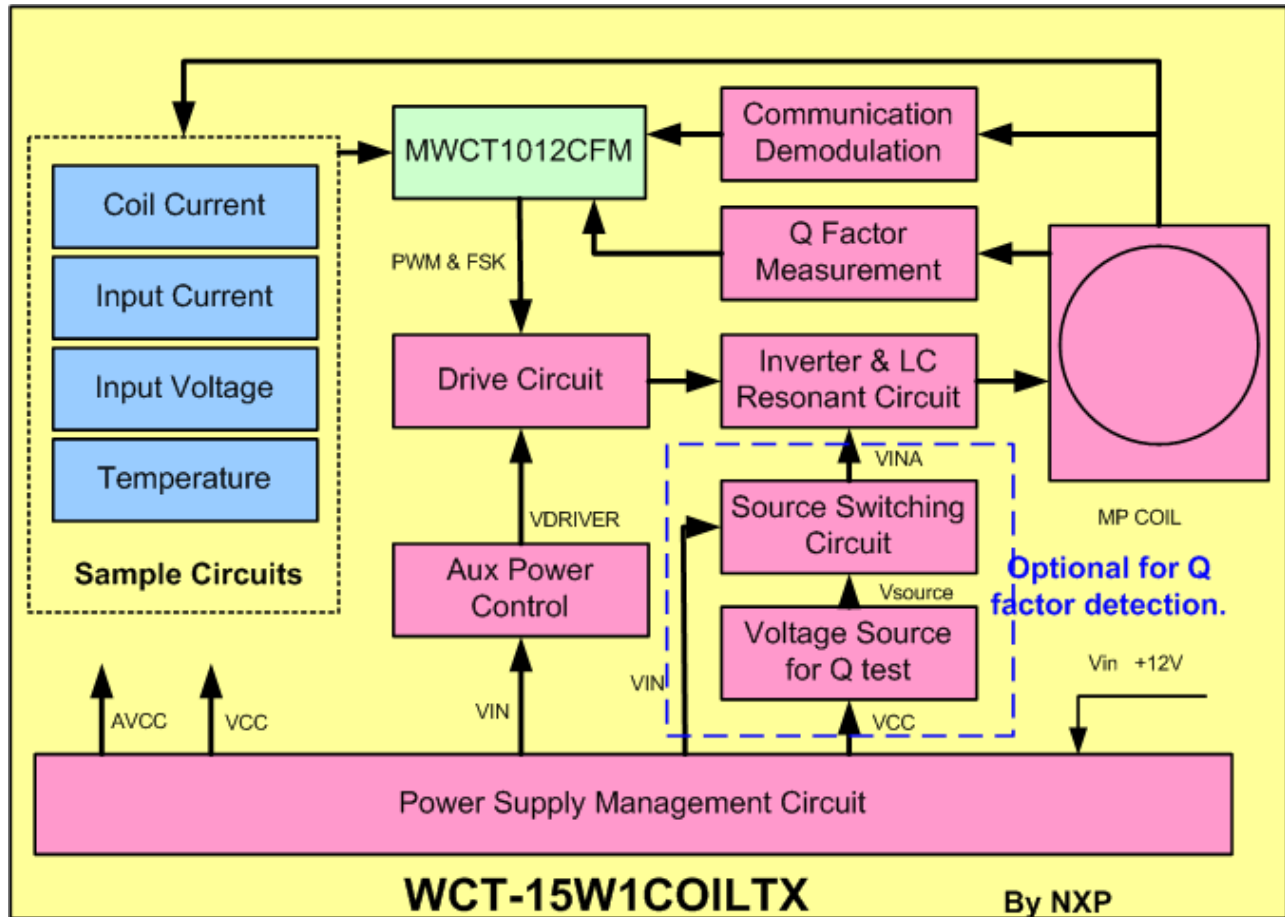 Communication
Demodulation
MWCT1012CFM
Coil Current
Q Factor
Measurement
PWM & FSK
Input Current
Inverter & LC
Resonant Circuit
Drive Circuit
Input Voltage
VINA
Temperature
Source Switching
Circuit
MP COIL
VDRIVER
Sample Circuits
Aux Power
Control
Optional for Q
factor detection.
Vsource
Voltage Source
for Q test
Vin +12V
VIN
AVCC
VCC
VIN
VCC
Power Supply Management Circuit
WCT-15W1COILTX
By NXP